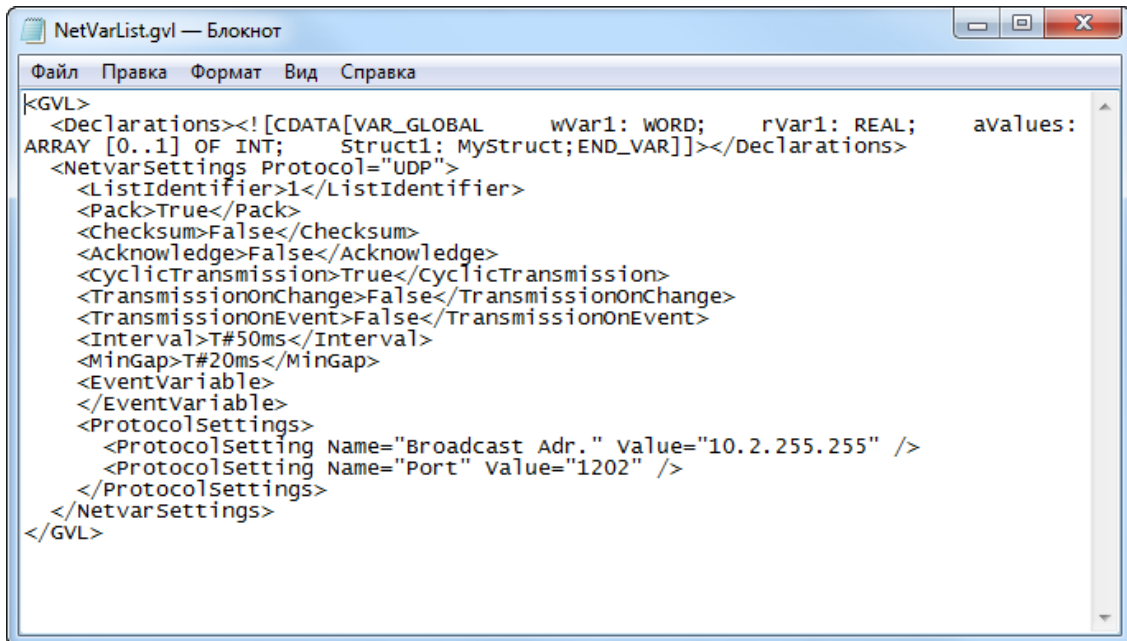 NetVarList.gvl — Блокнот
Файл Правка Формат Вид Справка
<GVL>
  <Declarations><![CDATA[VAR_GLOBAL     wVar1: WORD;     rVar1: REAL;     aValues:
ARRAY [0..1] OF INT;     Struct1: MyStruct;END_VAR]]></Declarations>
  <NetvarSettings Protocol="UDP">
    <ListIdentifier>1</ListIdentifier>
    <Pack>True</Pack>
    <Checksum>False</Checksum>
    <Acknowledge>False</Acknowledge>
    <CyclicTransmission>True</CyclicTransmission>
    <TransmissionOnChange>False</TransmissionOnChange>
    <TransmissionOnEvent>False</TransmissionOnEvent>
    <Interval>T#50ms</Interval>
    <MinGap>T#20ms</MinGap>
    <EventVariable>
    </EventVariable>
    <ProtocolSettings>
      <ProtocolSetting Name="Broadcast Adr." Value="10.2.255.255" />
      <ProtocolSetting Name="Port" Value="1202" />
    </ProtocolSettings>
  </NetvarSettings>
</GVL>